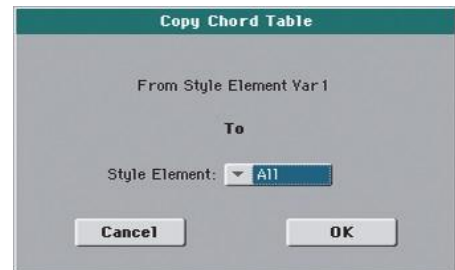 Copy Chord Table
From Style Element Var1
To
Style Element: All
Cancel OK